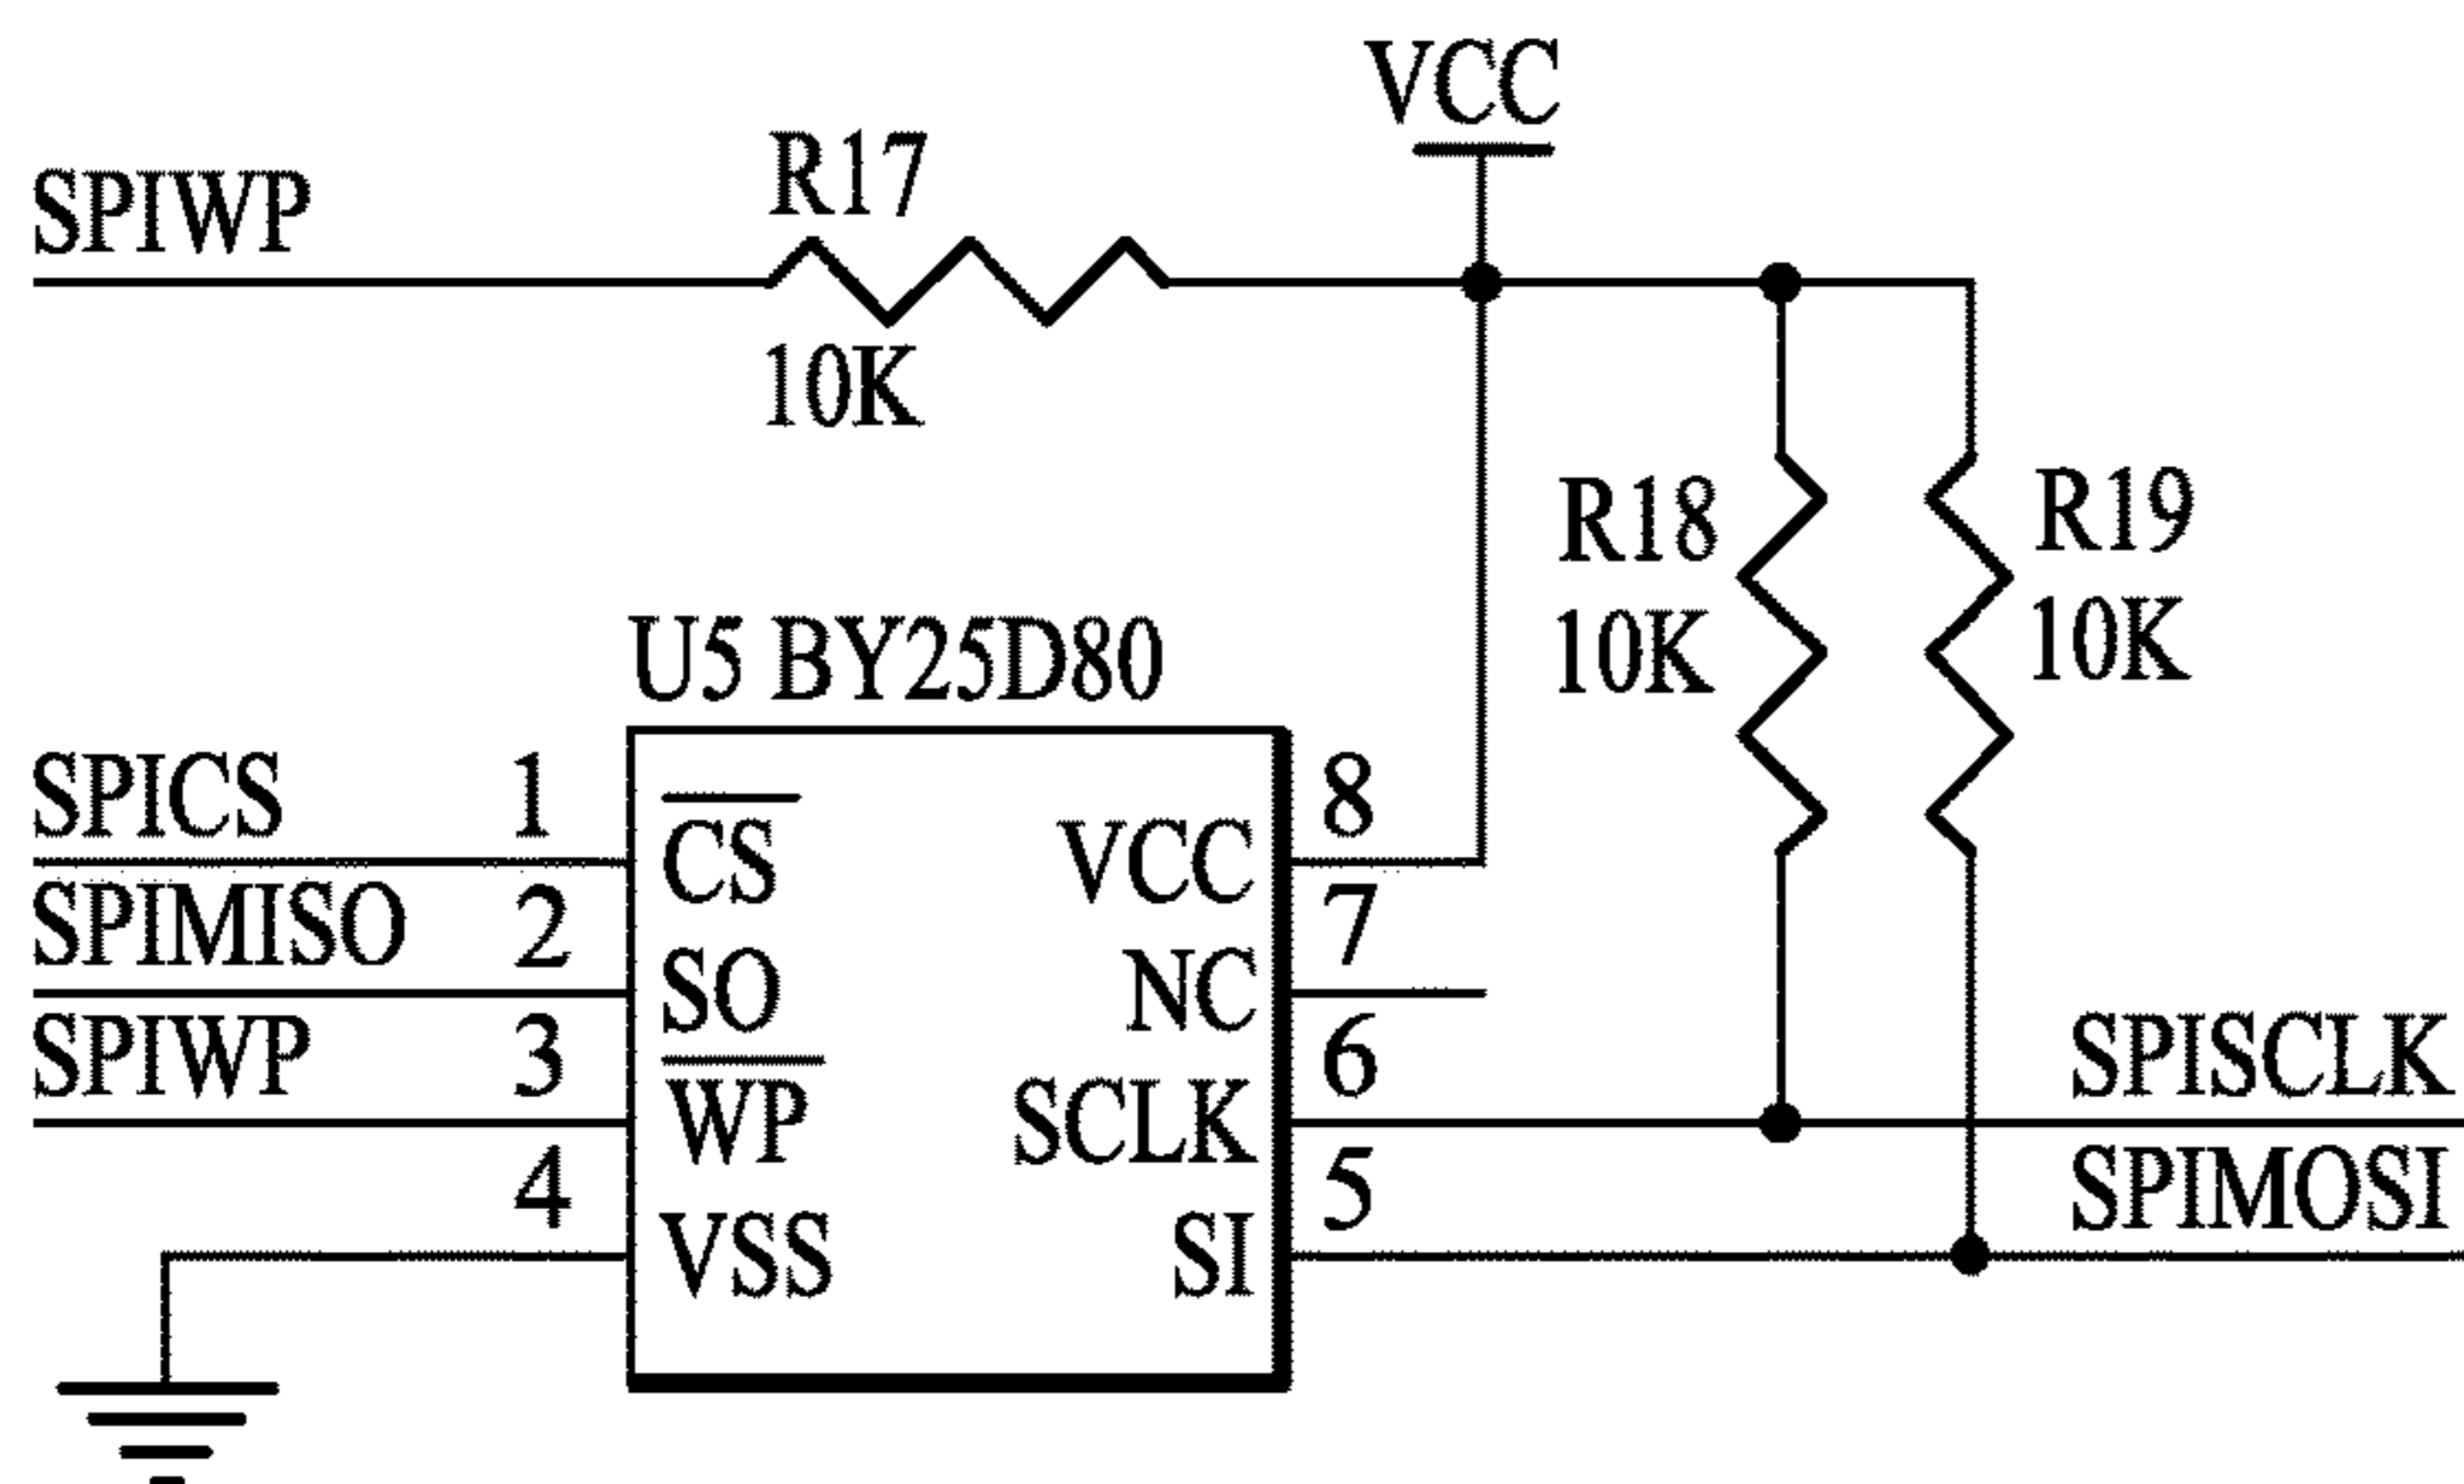 VCC
R17
SPIWP
10K
R18
R19
10K
10K
U5 BY25D80
SPICS 1 CS VCC 8
SPIMISO 2 SO NC 7
SPIWP 3 WP SCLK 6 SPISCLK
4 VSS SI 5 SPIMOSI